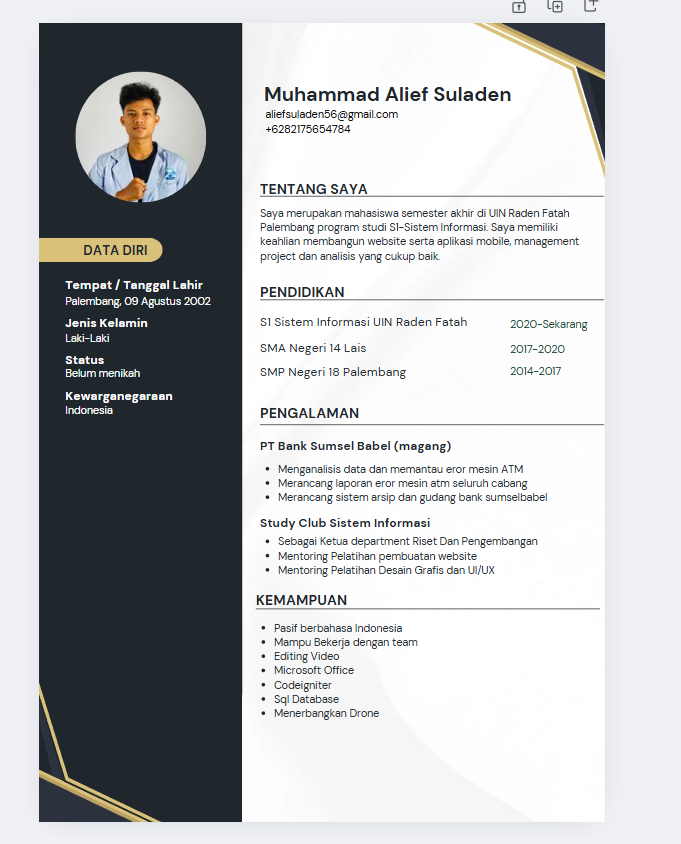 Muhammad Alief Suladen
aliefsuladen56@gmail.com
+6282175654784
DATA DIRI
Tempat / Tanggal Lahir
Palembang, 09 Agustus 2002
Jenis Kelamin
Laki-Laki
Status
Belum menikah
Kewarganegaraan
Indonesia
TENTANG SAYA
Saya merupakan mahasiswa semester akhir di UIN Raden Fatah
Palembang program studi S1-Sistem Informasi. Saya memiliki
keahlian membangun website serta aplikasi mobile, management
project dan analisis yang cukup baik.
PENDIDIKAN
S1 Sistem Informasi UIN Raden Fatah 2020-Sekarang
SMA Negeri 14 Lais 2017-2020
SMP Negeri 18 Palembang 2014-2017
PENGALAMAN
PT Bank Sumsel Babel (magang)
• Menganalisis data dan memantau eror mesin ATM
• Merancang laporan eror mesin atm seluruh cabang
• Merancang sistem arsip dan gudang bank sumselbabel
Study Club Sistem Informasi
• Sebagai Ketua department Riset Dan Pengembangan
• Mentoring Pelatihan pembuatan website
• Mentoring Pelatihan Desain Grafis dan UI/UX
KEMAMPUAN
• Pasif berbahasa Indonesia
• Mampu Bekerja dengan team
• Editing Video
• Microsoft Office
• Codeigniter
• Sql Database
• Menerbangkan Drone